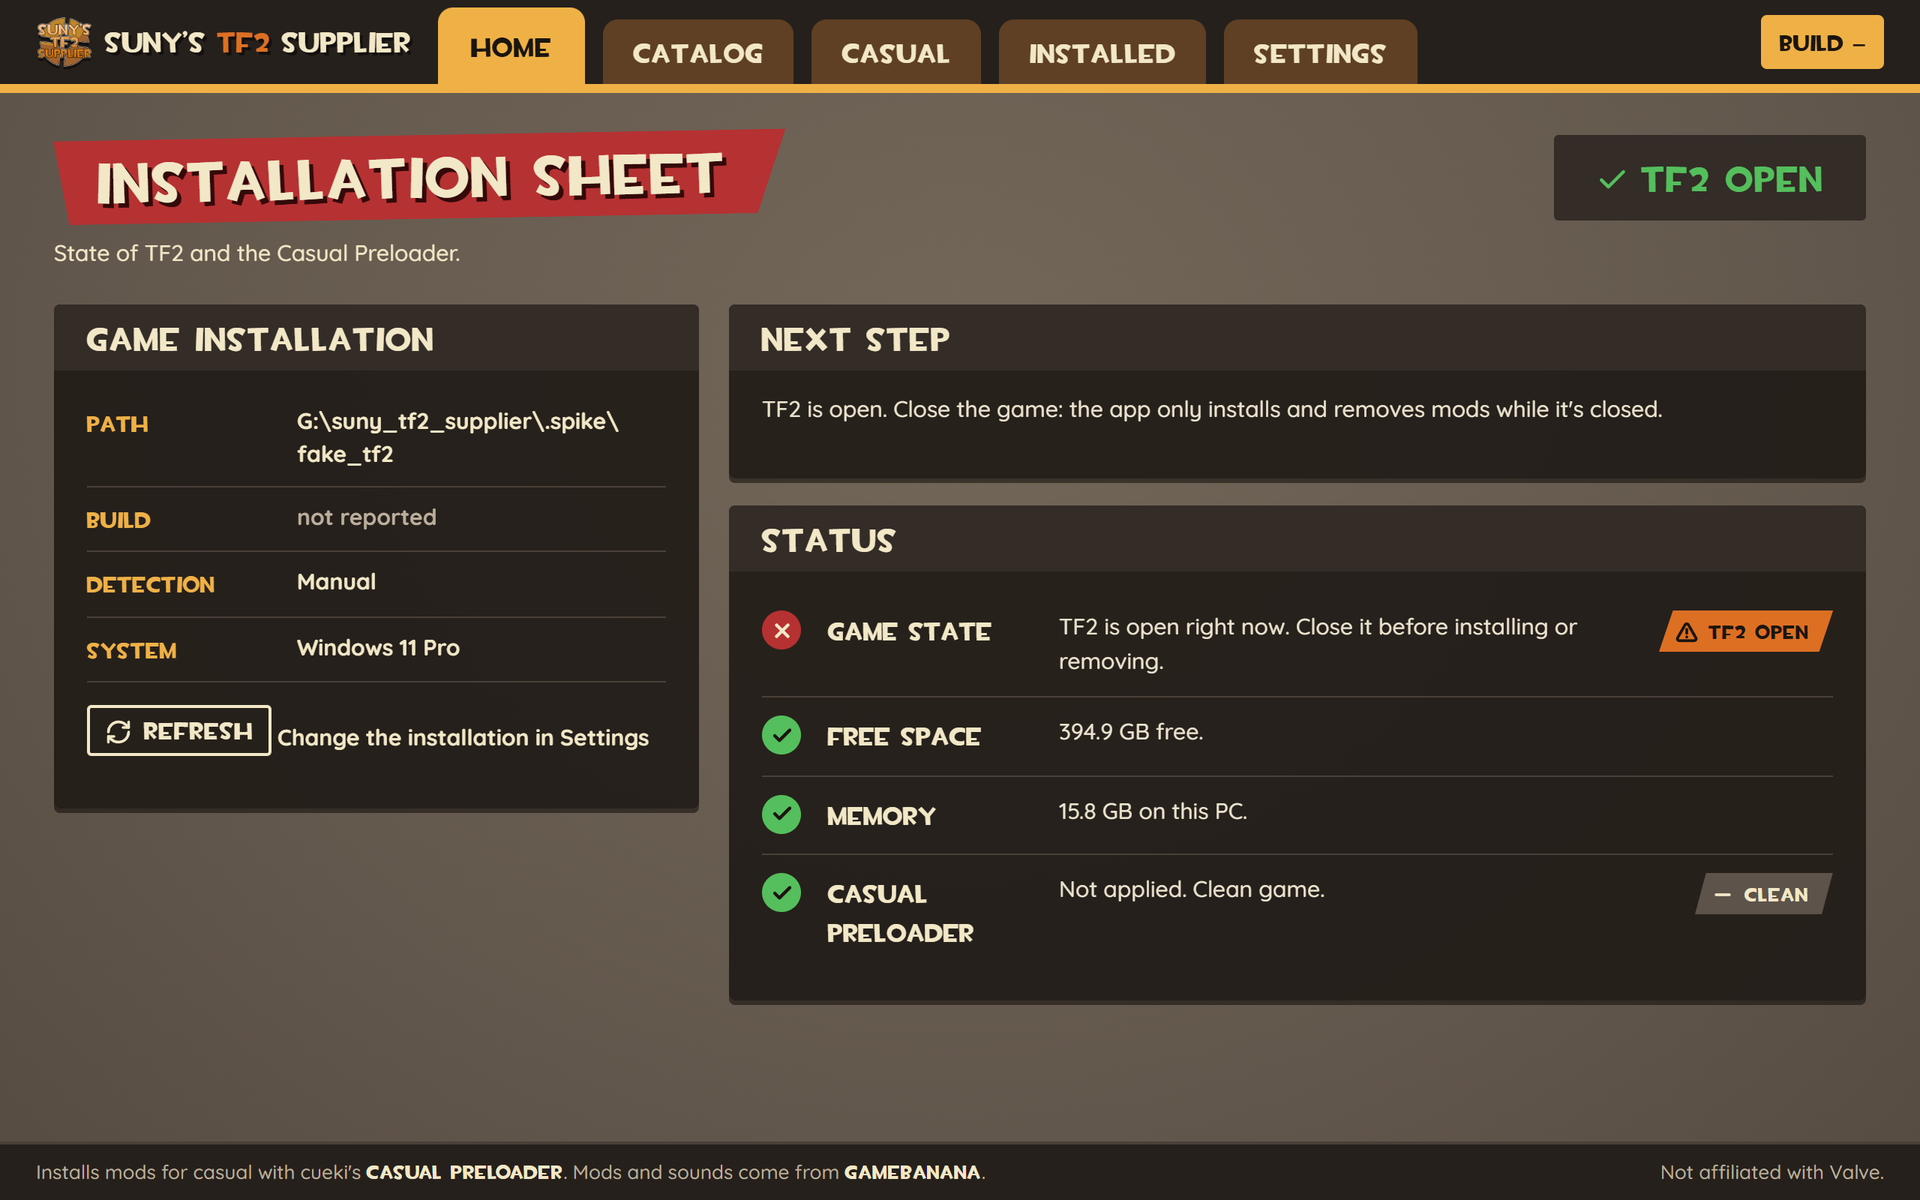 SUNY'S TF2 SUPPLIER
SUNY'S TF2 SUPPLIER
HOME
CATALOG
CASUAL
INSTALLED
SETTINGS
BUILD –
INSTALLATION SHEET
✓ TF2 OPEN
State of TF2 and the Casual Preloader.
GAME INSTALLATION
PATH
G:\suny_tf2_supplier\.spike\
fake_tf2
BUILD
not reported
DETECTION
Manual
SYSTEM
Windows 11 Pro
REFRESH
Change the installation in Settings
NEXT STEP
TF2 is open. Close the game: the app only installs and removes mods while it's closed.
STATUS
GAME STATE
TF2 is open right now. Close it before installing or
removing.
TF2 OPEN
FREE SPACE
394.9 GB free.
MEMORY
15.8 GB on this PC.
CASUAL
PRELOADER
Not applied. Clean game.
– CLEAN
Installs mods for casual with cueki's CASUAL PRELOADER. Mods and sounds come from GAMEBANANA.
Not affiliated with Valve.